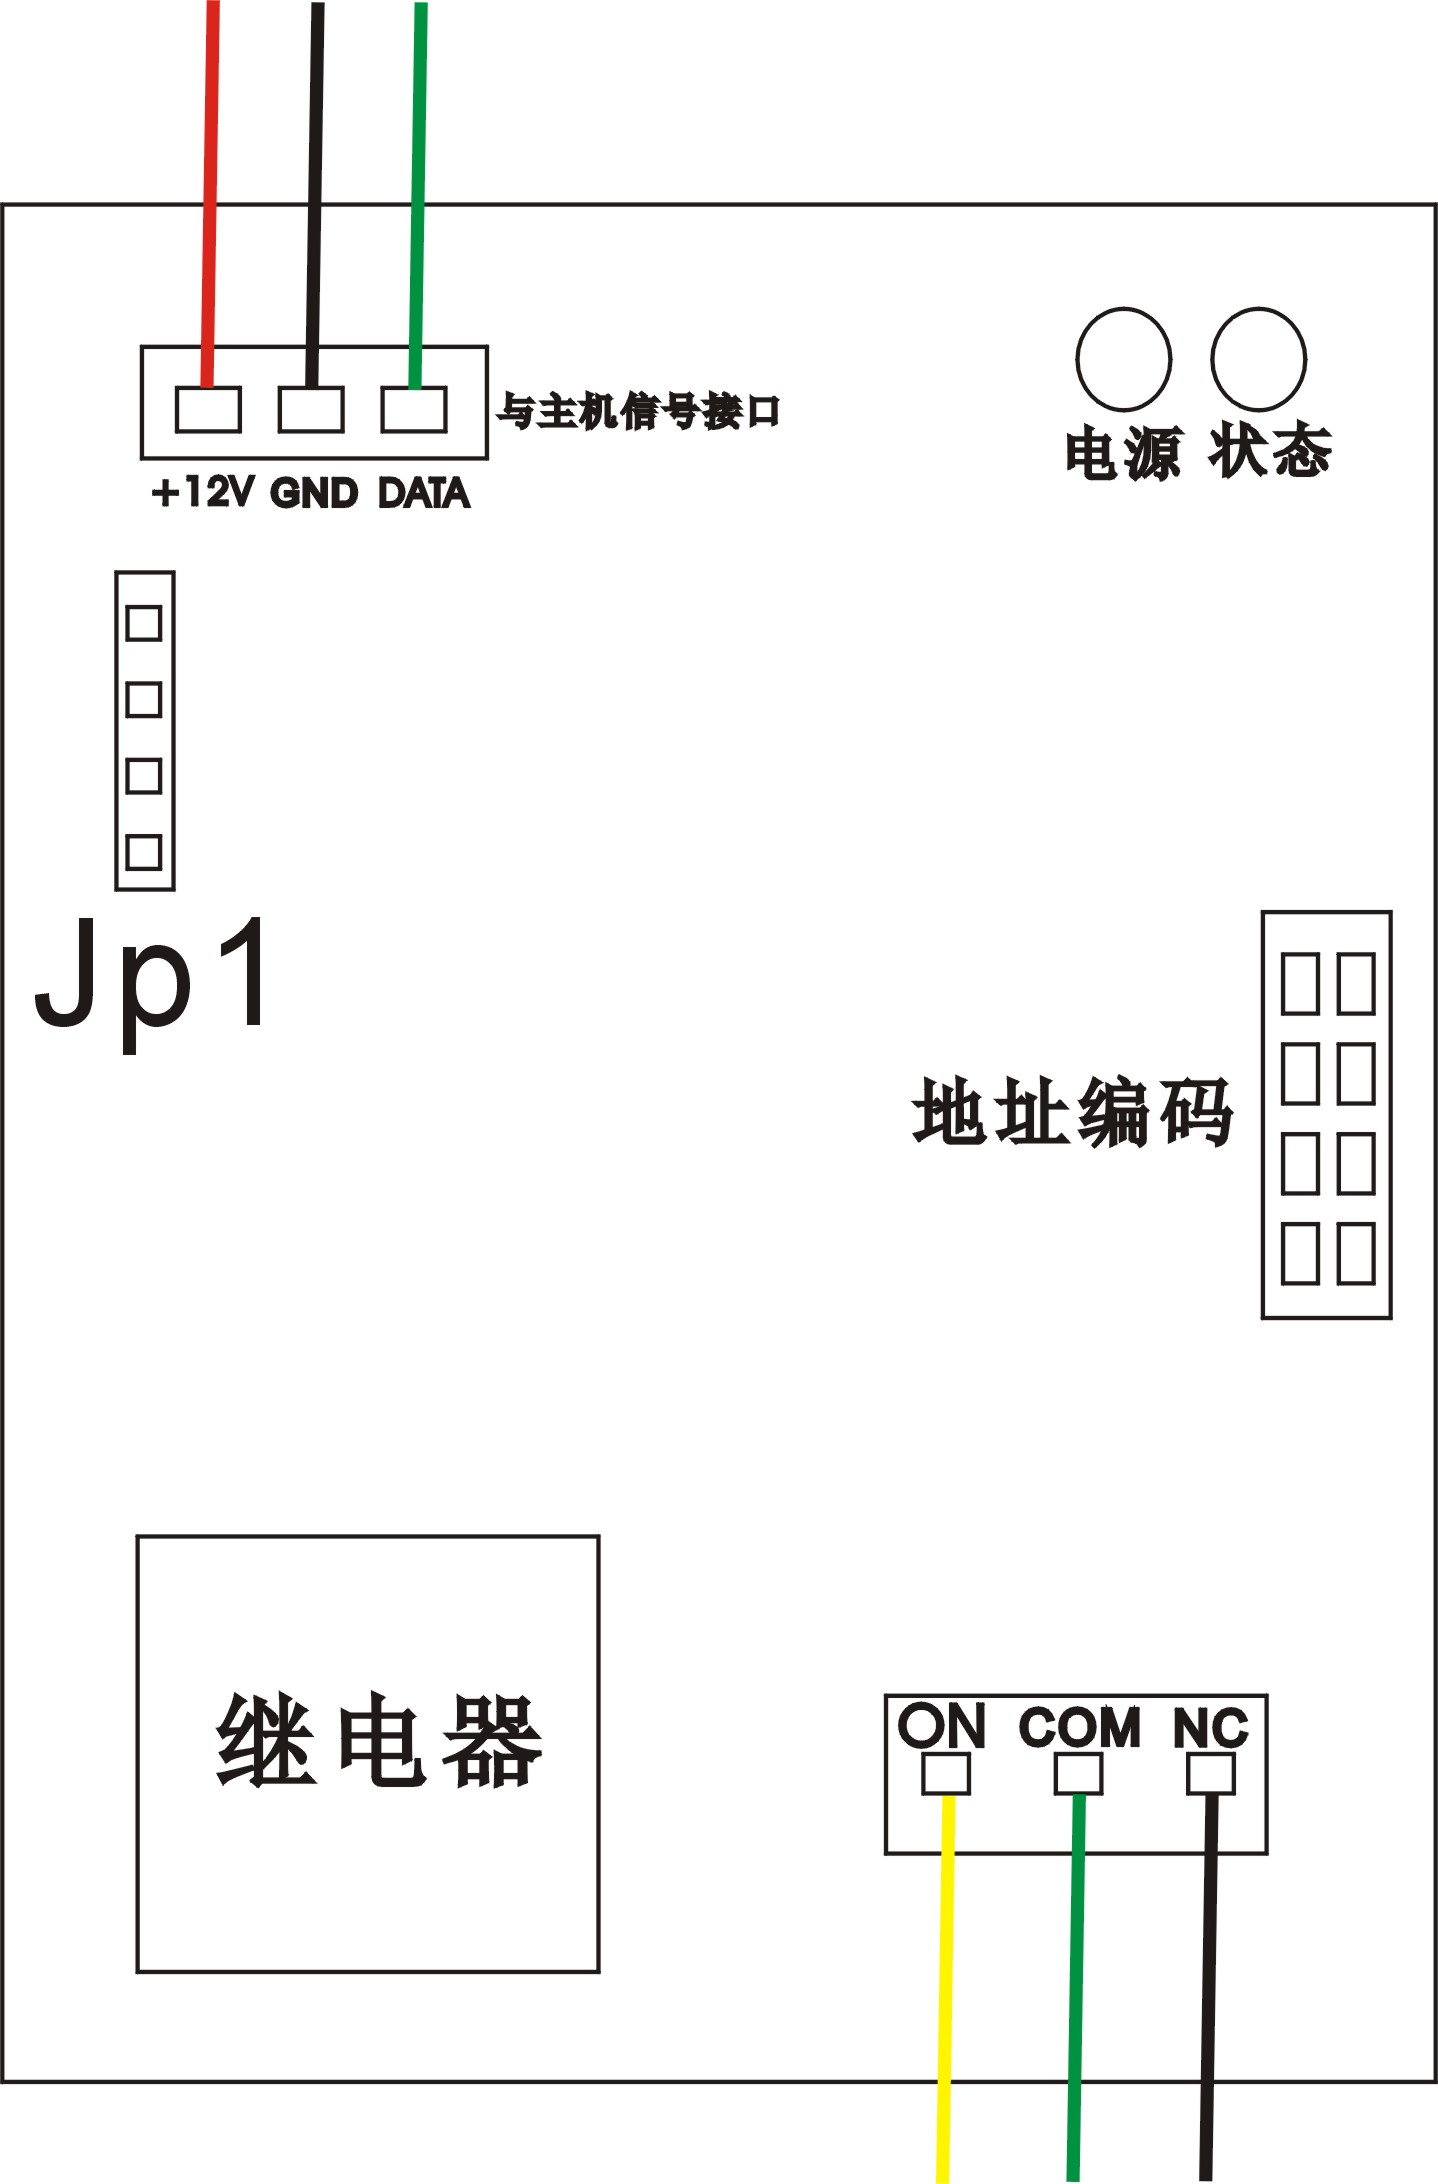 与主机信号接口
电源 状态
+12V GND DATA
Jp1
地址编码
继电器
ON COM NC